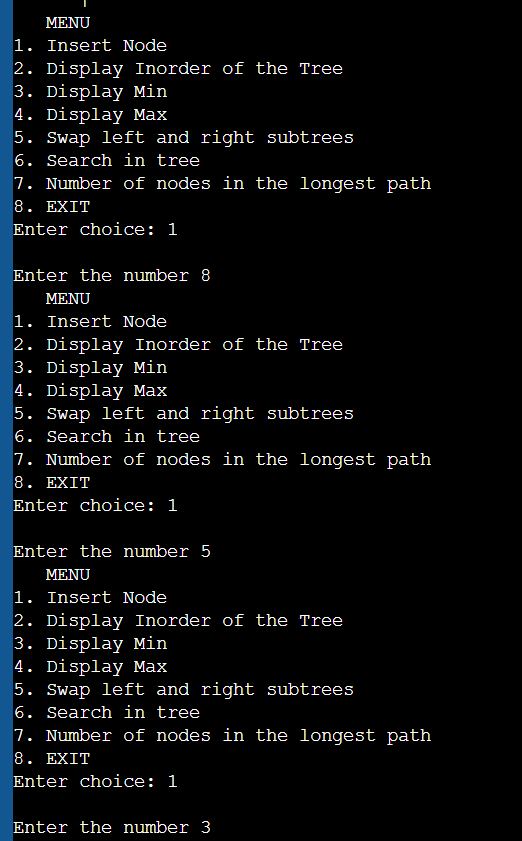 MENU
1. Insert Node
2. Display Inorder of the Tree
3. Display Min
4. Display Max
5. Swap left and right subtrees
6. Search in tree
7. Number of nodes in the longest path
8. EXIT
Enter choice: 1
Enter the number 8
MENU
1. Insert Node
2. Display Inorder of the Tree
3. Display Min
4. Display Max
5. Swap left and right subtrees
6. Search in tree
7. Number of nodes in the longest path
8. EXIT
Enter choice: 1
Enter the number 5
MENU
1. Insert Node
2. Display Inorder of the Tree
3. Display Min
4. Display Max
5. Swap left and right subtrees
6. Search in tree
7. Number of nodes in the longest path
8. EXIT
Enter choice: 1
Enter the number 3